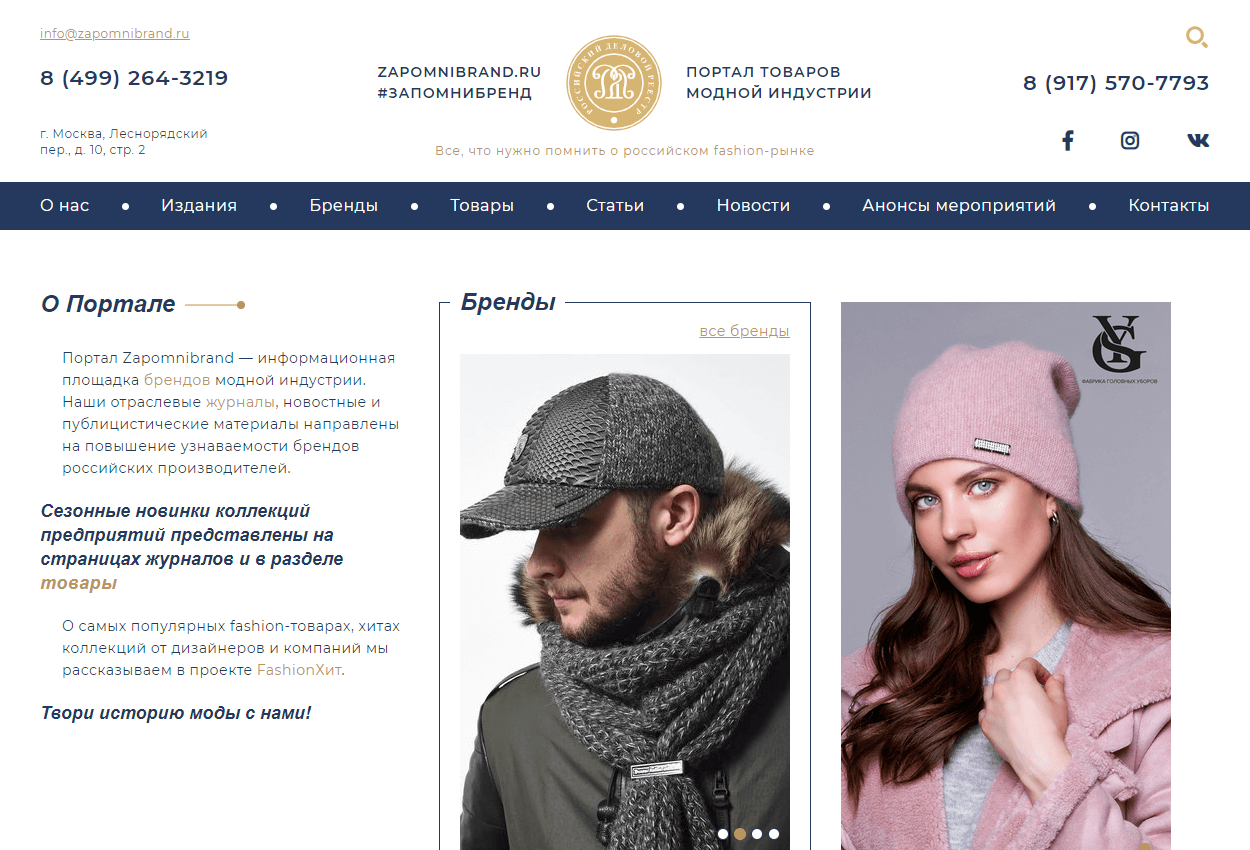 info@zapomnibrand.ru
8 (499) 264-3219
г. Москва, Леснорядский
пер., д. 10, стр. 2
ZAPOMNIBRAND.RU
#ЗАПОМНИБРЕНД
РОССИЙСКИЙ ДЕЛОВОЙ РЕЕСТР
ПОРТАЛ ТОВАРОВ
МОДНОЙ ИНДУСТРИИ
Все, что нужно помнить о российском fashion-рынке
8 (917) 570-7793
О нас
Издания
Бренды
Товары
Статьи
Новости
Анонсы мероприятий
Контакты
О Портале
Портал Zapomnibrand — информационная
площадка брендов модной индустрии.
Наши отраслевые журналы, новостные и
публицистические материалы направлены
на повышение узнаваемости брендов
российских производителей.
Сезонные новинки коллекций
предприятий представлены на
страницах журналов и в разделе
товары
О самых популярных fashion-товарах, хитах
коллекций от дизайнеров и компаний мы
рассказываем в проекте FashionХит.
Твори историю моды с нами!
Бренды
все бренды
ФАБРИКА ГОЛОВНЫХ УБОРОВ